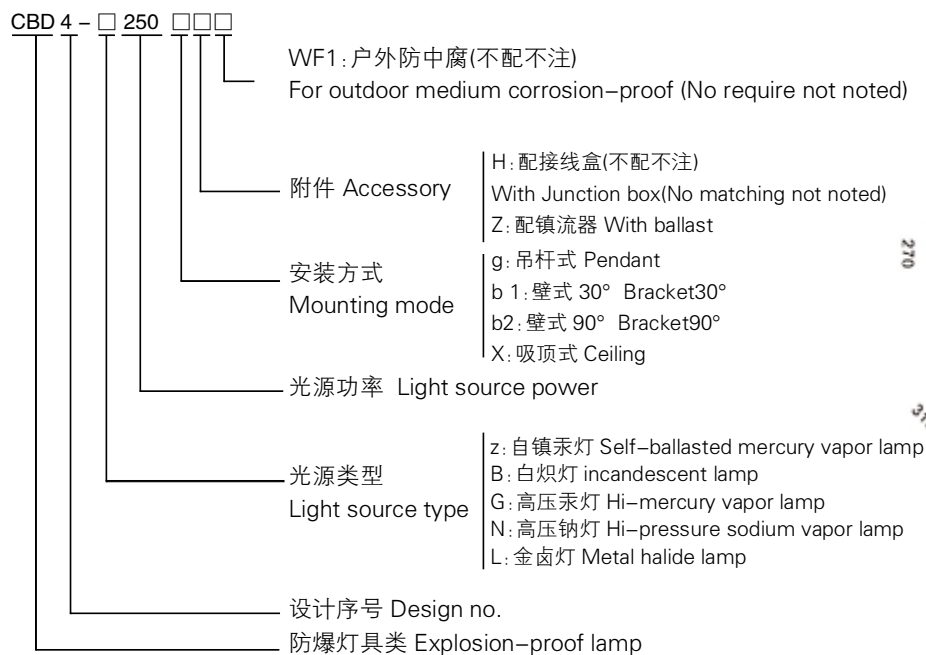 CBD 4 – □ 250 □□□
WF1:户外防中腐(不配不注)
For outdoor medium corrosion–proof (No require not noted)
附件 Accessory
H:配接线盒(不配不注)
With Junction box(No matching not noted)
Z:配镇流器 With ballast
安装方式
Mounting mode
g:吊杆式 Pendant
b 1:壁式 30° Bracket30°
b2:壁式 90° Bracket90°
X:吸顶式 Ceiling
270
光源功率 Light source power
光源类型
Light source type
z:自镇汞灯 Self–ballasted mercury vapor lamp
B:白炽灯 incandescent lamp
G:高压汞灯 Hi–mercury vapor lamp
N:高压钠灯 Hi–pressure sodium vapor lamp
L:金卤灯 Metal halide lamp
设计序号 Design no.
防爆灯具类 Explosion–proof lamp